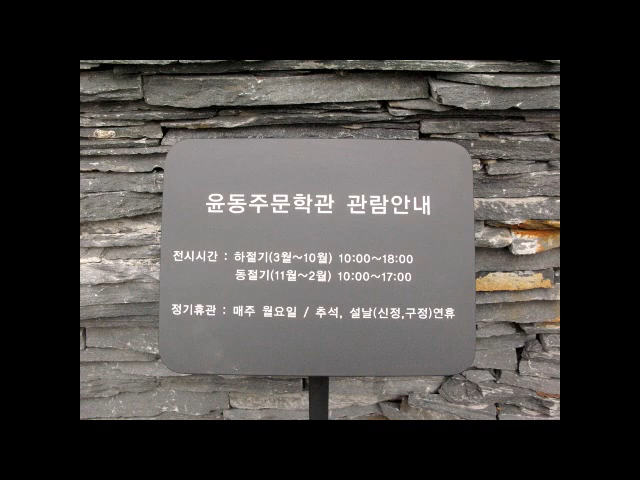 윤동주문학관 관람안내
전시시간 : 하절기(3월~10월) 10:00~18:00
동절기(11월~2월) 10:00~17:00
정기휴관 : 매주 월요일 / 추석, 설날(신정,구정)연휴